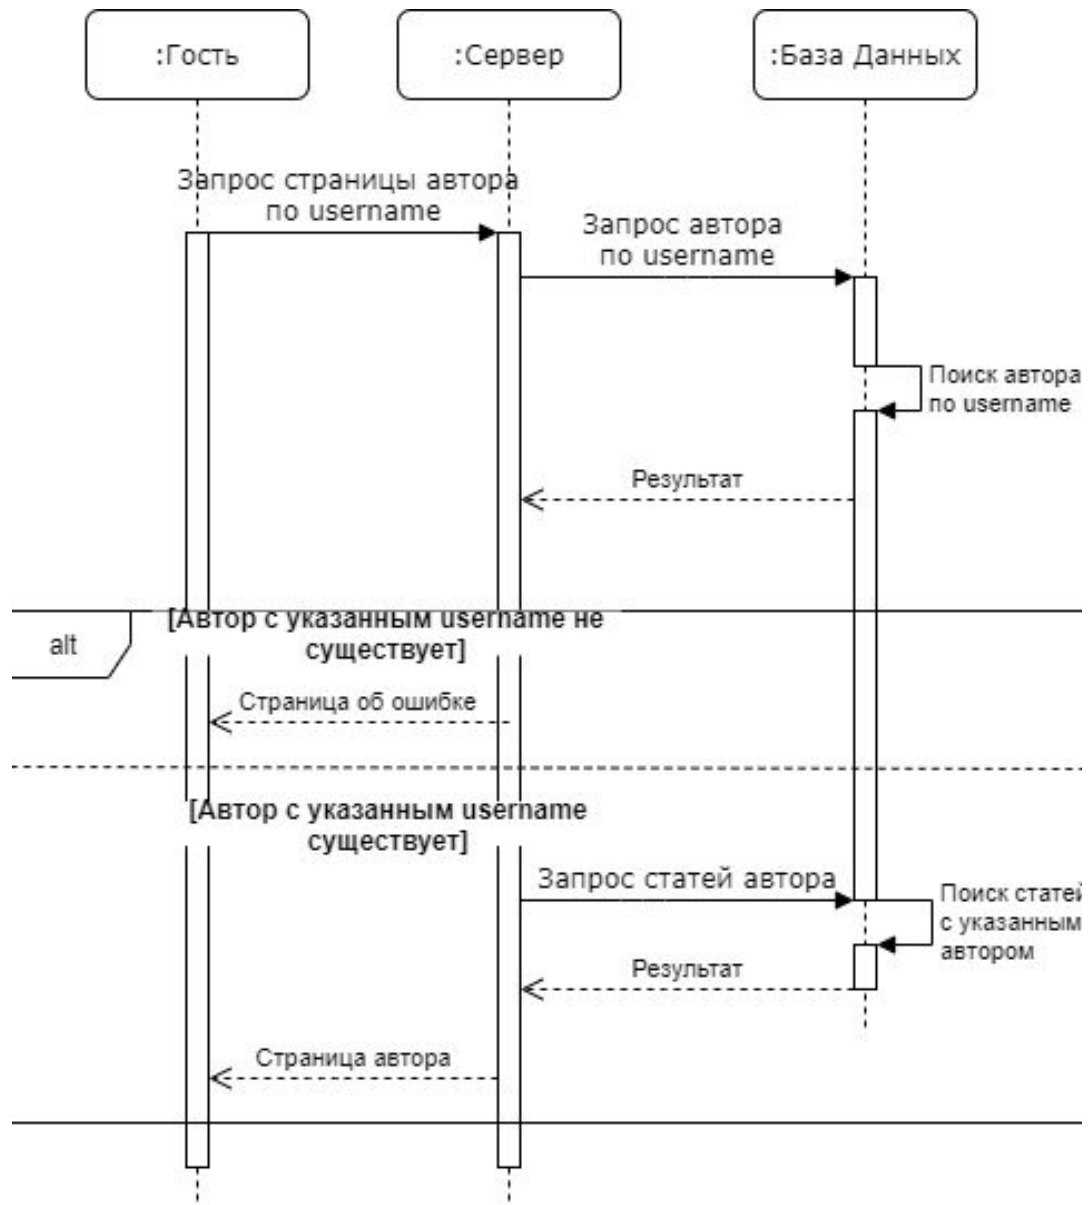 :Гость
:Сервер
:База Данных
Запрос страницы автора
по username
Запрос автора
по username
Поиск автора
по username
Результат
alt
[Автор с указанным username не
существует]
Страница об ошибке
[Автор с указанным username
существует]
Запрос статей автора
Поиск статей
с указанным
автором
Результат
Страница автора